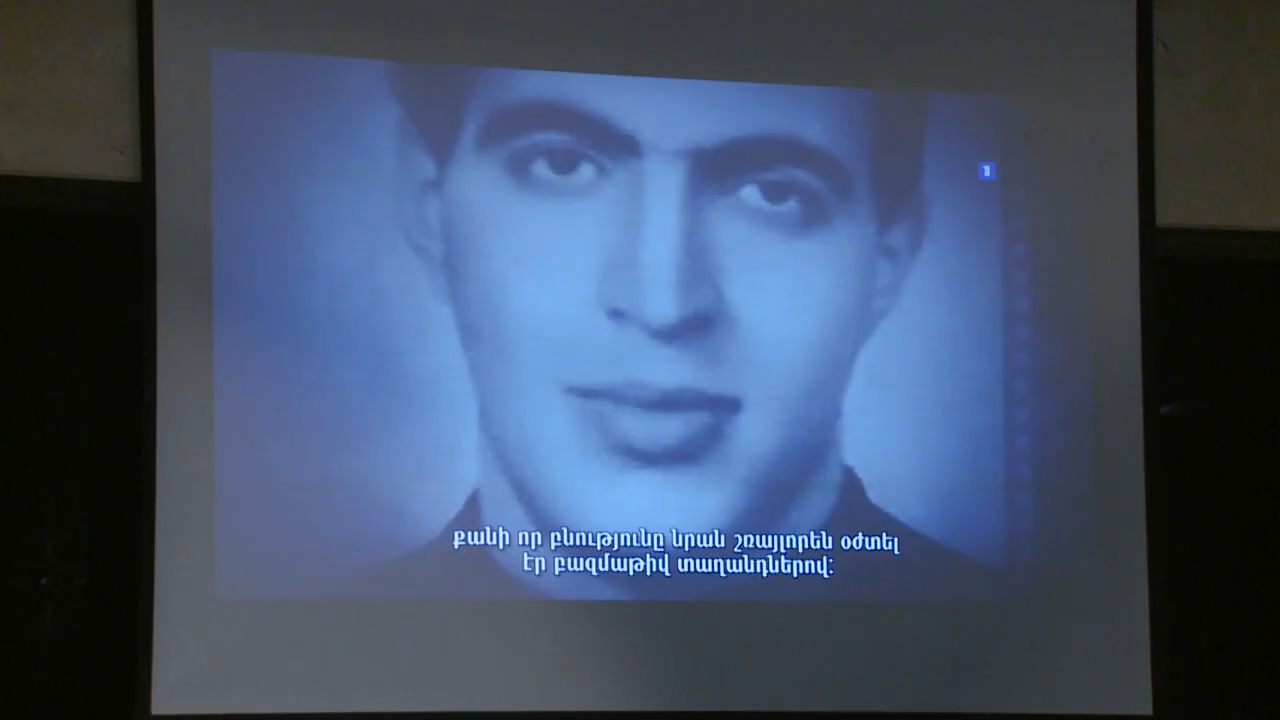 քանի որ բնությունը նրան շռայլորեն օժտել
էր բազմաթիվ տաղանդներով: